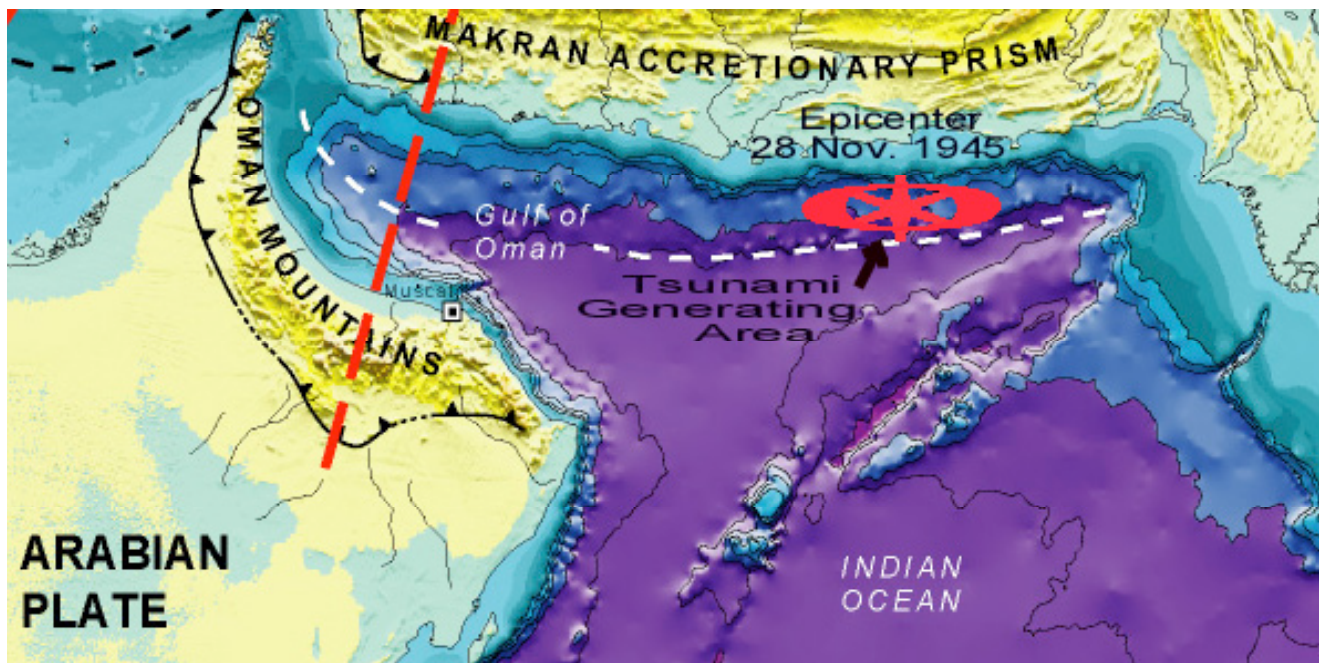 MAKRAN ACCRETIONARY PRISM
Epicenter
28 Nov. 1945
OMAN MOUNTAINS
Gulf of
Oman
Muscat
Tsunami
Generating
Area
ARABIAN
PLATE
INDIAN
OCEAN